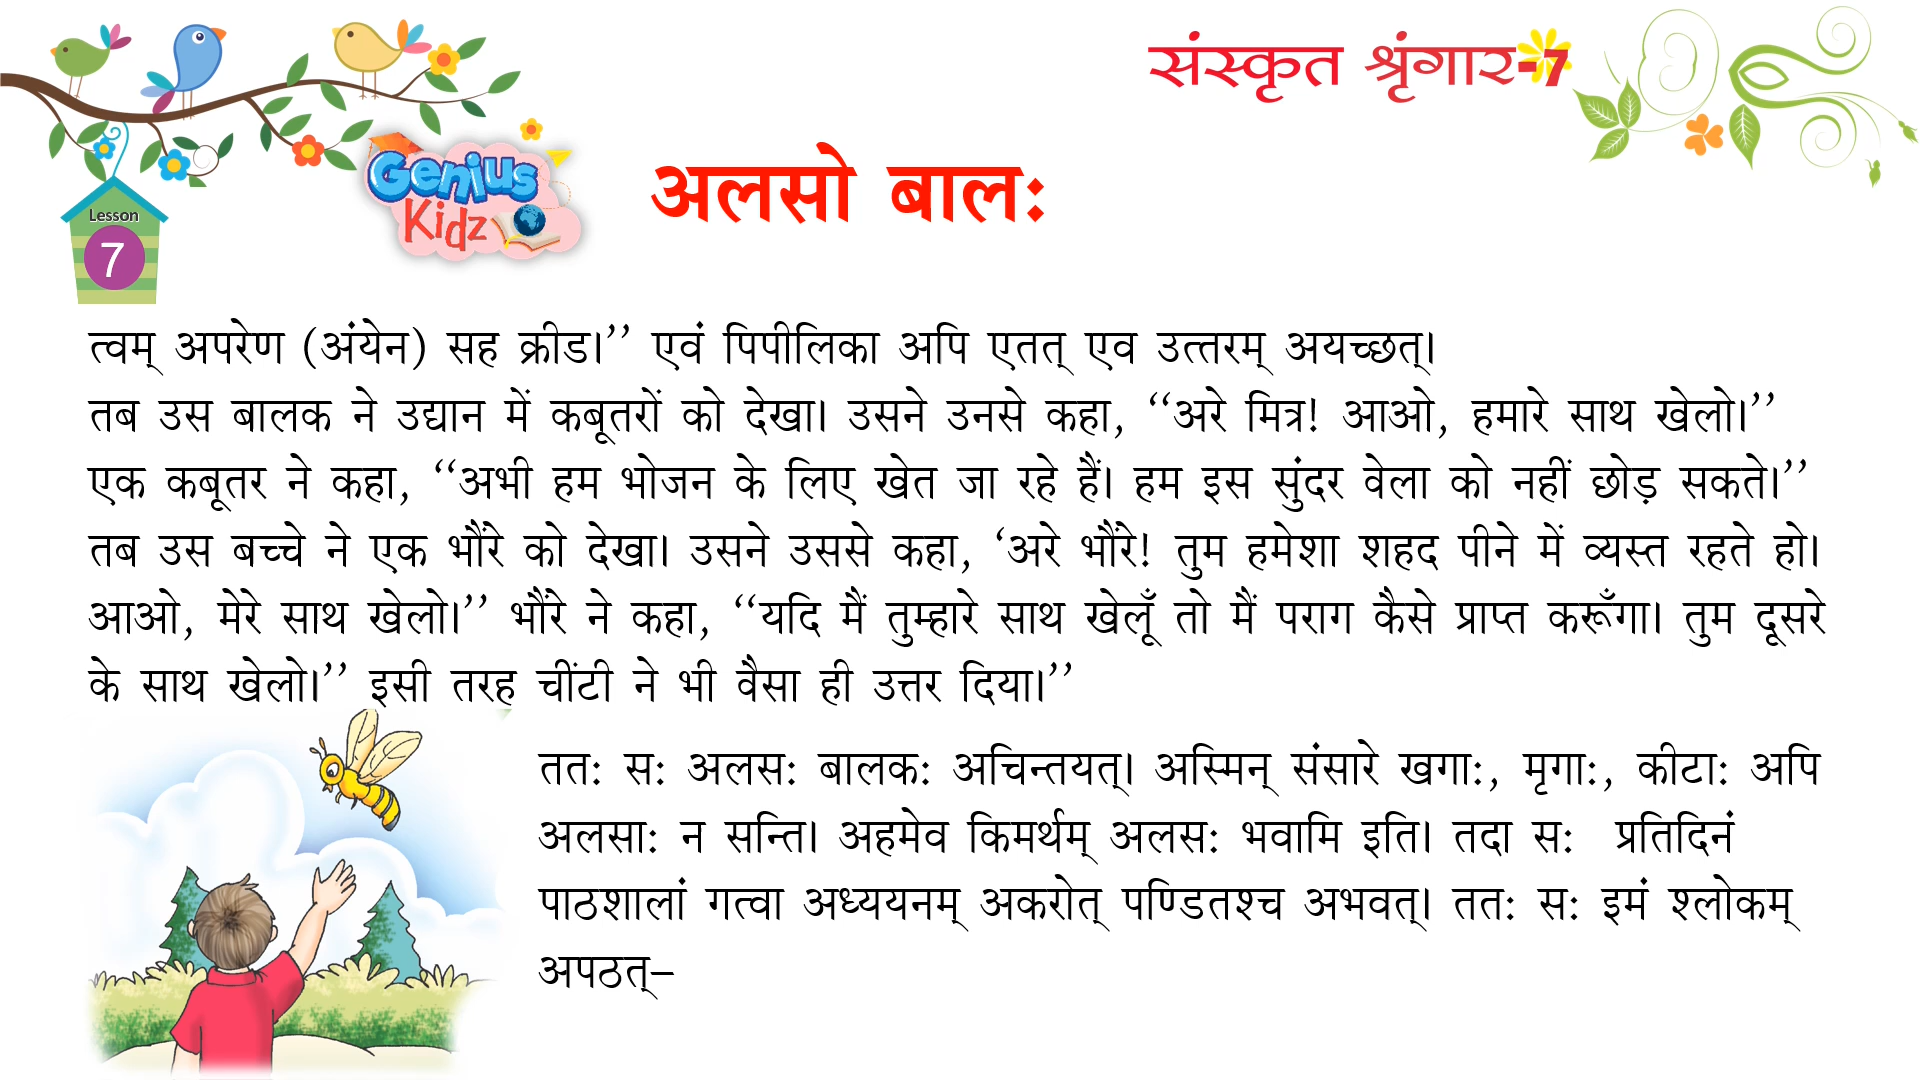 संस्कृत श्रृंगार-7
Genius
Kidz
अलसो बालः
Lesson
7
त्वम् अपरेण (अंयेन) सह क्रीड।’’ एवं पिपीलिका अपि एतत् एव उत्तरम् अयच्छत्।
तब उस बालक ने उद्यान में कबूतरों को देखा। उसने उनसे कहा, ‘‘अरे मित्र! आओ, हमारे साथ खेलो।’’
एक कबूतर ने कहा, ‘‘अभी हम भोजन के लिए खेत जा रहे हैं। हम इस सुंदर वेला को नहीं छोड़ सकते।’’
तब उस बच्चे ने एक भौंरे को देखा। उसने उससे कहा, ‘अरे भौंरे! तुम हमेशा शहद पीने में व्यस्त रहते हो।
आओ, मेरे साथ खेलो।’’ भौंरे ने कहा, ‘‘यदि मैं तुम्हारे साथ खेलूँ तो मैं पराग कैसे प्राप्त करूँगा। तुम दूसरे
के साथ खेलो।’’ इसी तरह चींटी ने भी वैसा ही उत्तर दिया।’’
ततः सः अलसः बालकः अचिन्तयत्। अस्मिन् संसारे खगाः, मृगाः, कीटाः अपि
अलसाः न सन्ति। अहमेव किमर्थम् अलसः भवामि इति। तदा सः प्रतिदिनं
पाठशालां गत्वा अध्ययनम् अकरोत् पण्डितश्च अभवत्। ततः सः इमं श्लोकम्
अपठत्–